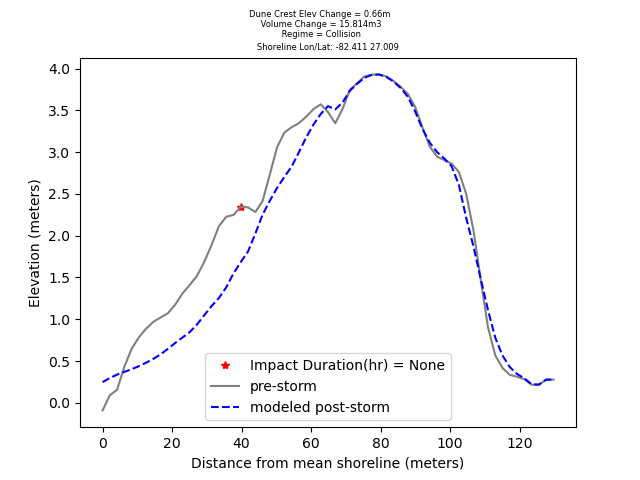 Dune Crest Elev Change = 0.66m
Volume Change = 15.814m3
Regime = Collision
Shoreline Lon/Lat: -82.411 27.009
4.0
3.5
3.0
2.5
2.0
1.5
1.0
0.5
0.0
Elevation (meters)
Impact Duration(hr) = None
pre-storm
modeled post-storm
0 20 40 60 80 100 120
Distance from mean shoreline (meters)